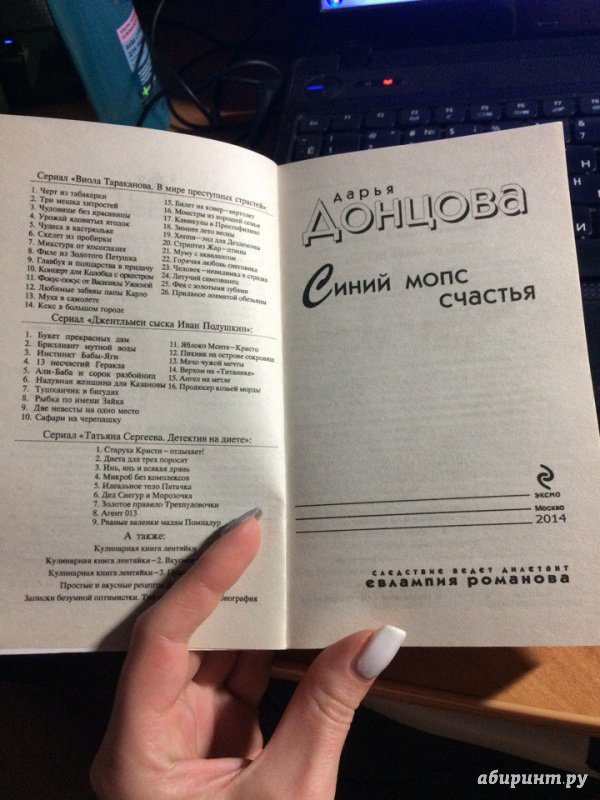 Сериал «Виола Тараканова. В мире преступных страстей»:
1. Черт из табакерки
2. Три мешка хитростей
3. Чудовище без красавицы
4. Урожай ядовитых ягодок
5. Чудеса в кастрюльке
6. Скелет из пробирки
7. Микстура от косоглазия
8. Филе из Золотого Петушка
9. Главбух и полцарства в придачу
10. Концерт для Колобка с оркестром
11. Фокус-покус от Василисы Ужасной
12. Любимые забавы папы Карло
13. Муха в самолете
14. Кекс в большом городе
15. Билет на ковер-вертолет
16. Монстры из хорошей семьи
17. Каникулы в Простофилино
18. Зимнее лето весны
19. Хеппи-энд для Дездемоны
20. Стриптиз Жар-птицы
21. Муму с аквалангом
22. Горячая любовь снеговика
23. Человек-невидимка в стразах
24. Летучий самозванец
25. Фея с золотыми зубами
26. Приданое лохматой обезьяны
Сериал «Джентльмен сыска Иван Подушкин»:
1. Букет прекрасных дам
2. Бриллиант мутной воды
3. Инстинкт Бабы-Яги
4. 13 несчастий Геракла
5. Али-Баба и сорок разбойниц
6. Надувная женщина для Казановы
7. Тушканчик в бигудях
8. Рыбка по имени Зайка
9. Две невесты на одно место
10. Сафари на черепашку
11. Яблоко Монте-Кристо
12. Пикник на острове сокровищ
13. Мачо чужой мечты
14. Верхом на «Титанике»
15. Ангел на метле
16. Продюсер козьей морды
Сериал «Татьяна Сергеева. Детектив на диете»:
1. Старуха Кристи – отдыхает!
2. Диета для трех поросят
3. Инь, янь и всякая дрянь
4. Микроб без комплексов
5. Идеальное тело Пятачка
6. Дед Снегур и Морозочка
7. Золотое правило Трехпудовочки
8. Агент 013
9. Рваные валенки мадам Помпадур
А также:
Кулинарная книга лентяйки
Кулинарная книга лентяйки-2.
Кулинарная книга лентяйки-3.
Простые и вкусные рецепты
Записки безумной оптимистки.
дарья
Донцова
Синий мопс
счастья
эксмо
Москва
2014
следствие ведет дилетант
Евлампия Романова
абиринт.ру